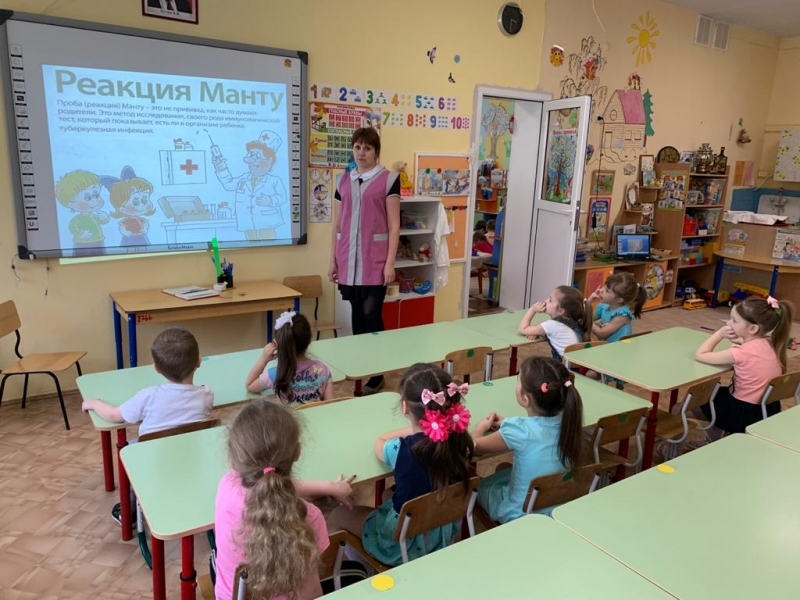 Реакция Манту
Проба (реакция) Манту – это не прививка, как часто думают
родители. Это метод исследования, своего рода иммунологический
тест, который показывает, есть ли в организме ребенка
туберкулезная инфекция.
1 2 3 4 5
6 7 8 9 10